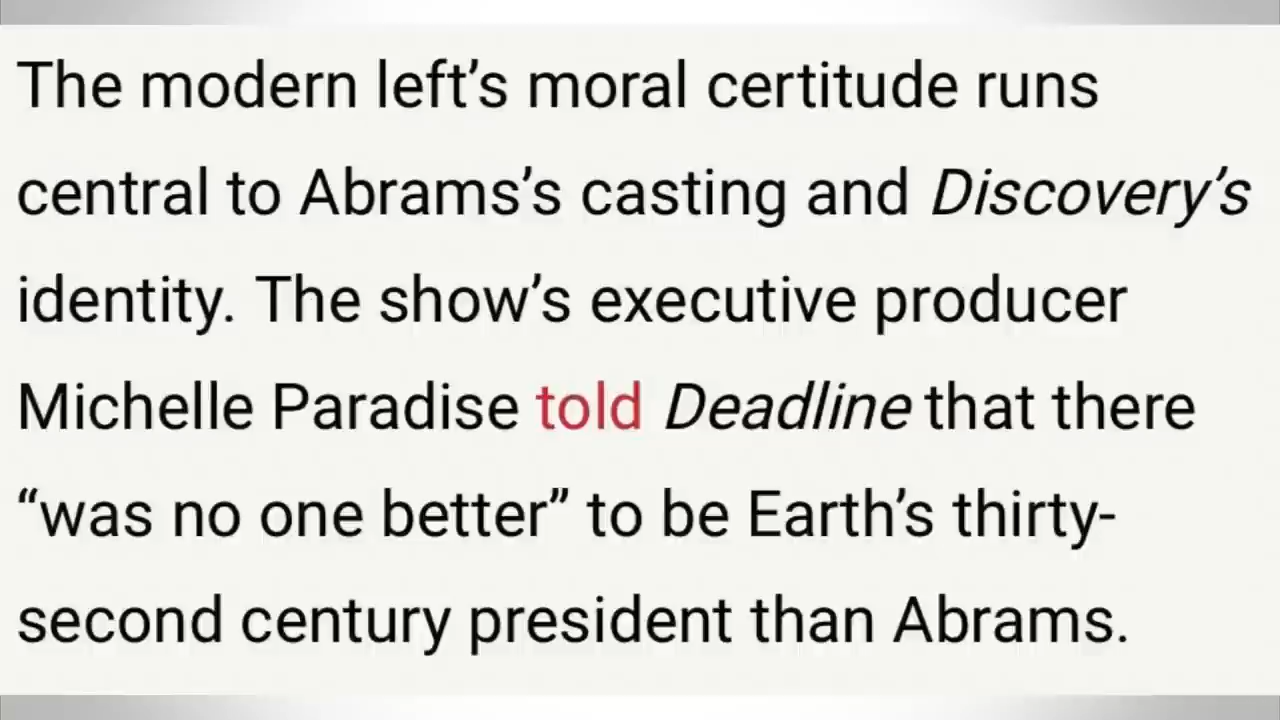 The modern left’s moral certitude runs
central to Abrams’s casting and Discovery’s
identity. The show’s executive producer
Michelle Paradise told Deadline that there
“was no one better” to be Earth’s thirty-
second century president than Abrams.